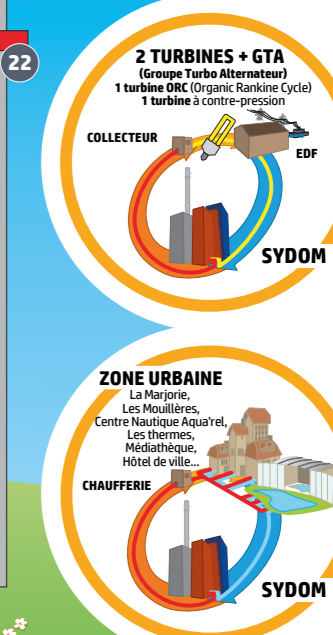 22
2 TURBINES + GTA
(Groupe Turbo Alternateur)
1 turbine ORC (Organic Rankine Cycle)
1 turbine à contre-pression
COLLECTEUR
EDF
SYDOM
ZONE URBAINE
La Marjorie,
Les Mouillères,
Centre Nautique Aqua'rel,
Les thermes,
Médiathèque,
Hôtel de ville...
CHAUFFERIE
SYDOM